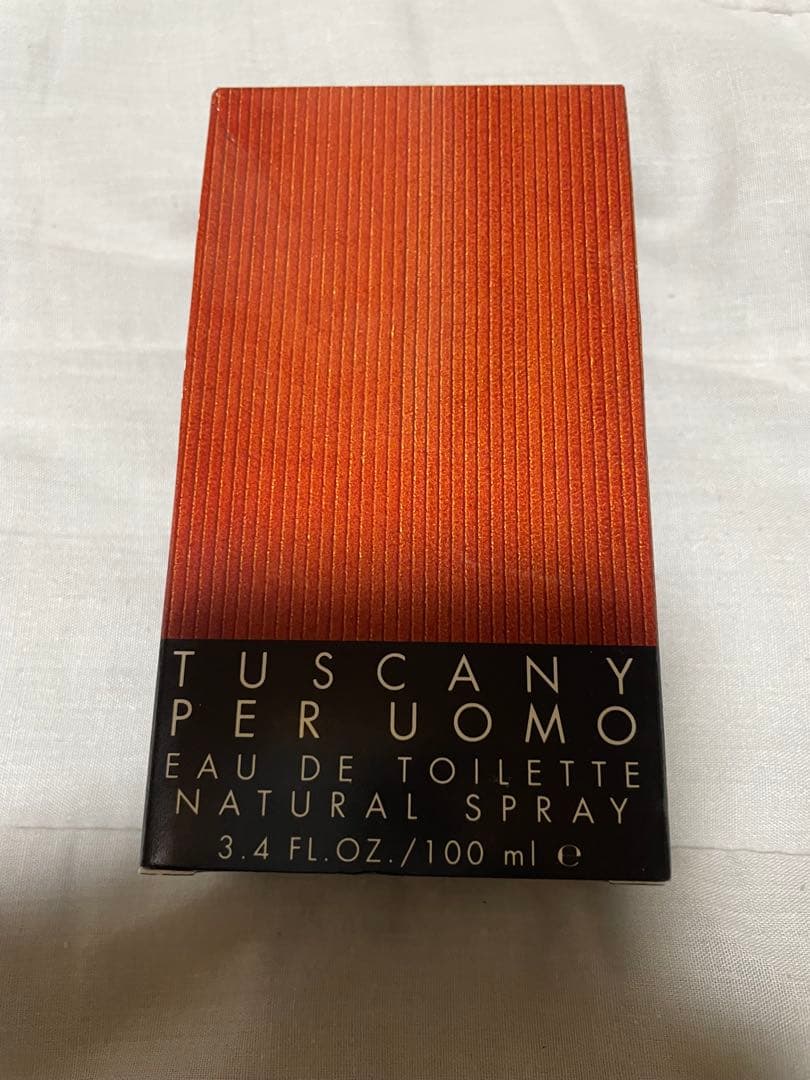 TUSCANY
PER UOMO
EAU DE TOILETTE
NATURAL SPRAY
3.4 FL.OZ./100 ml ℮